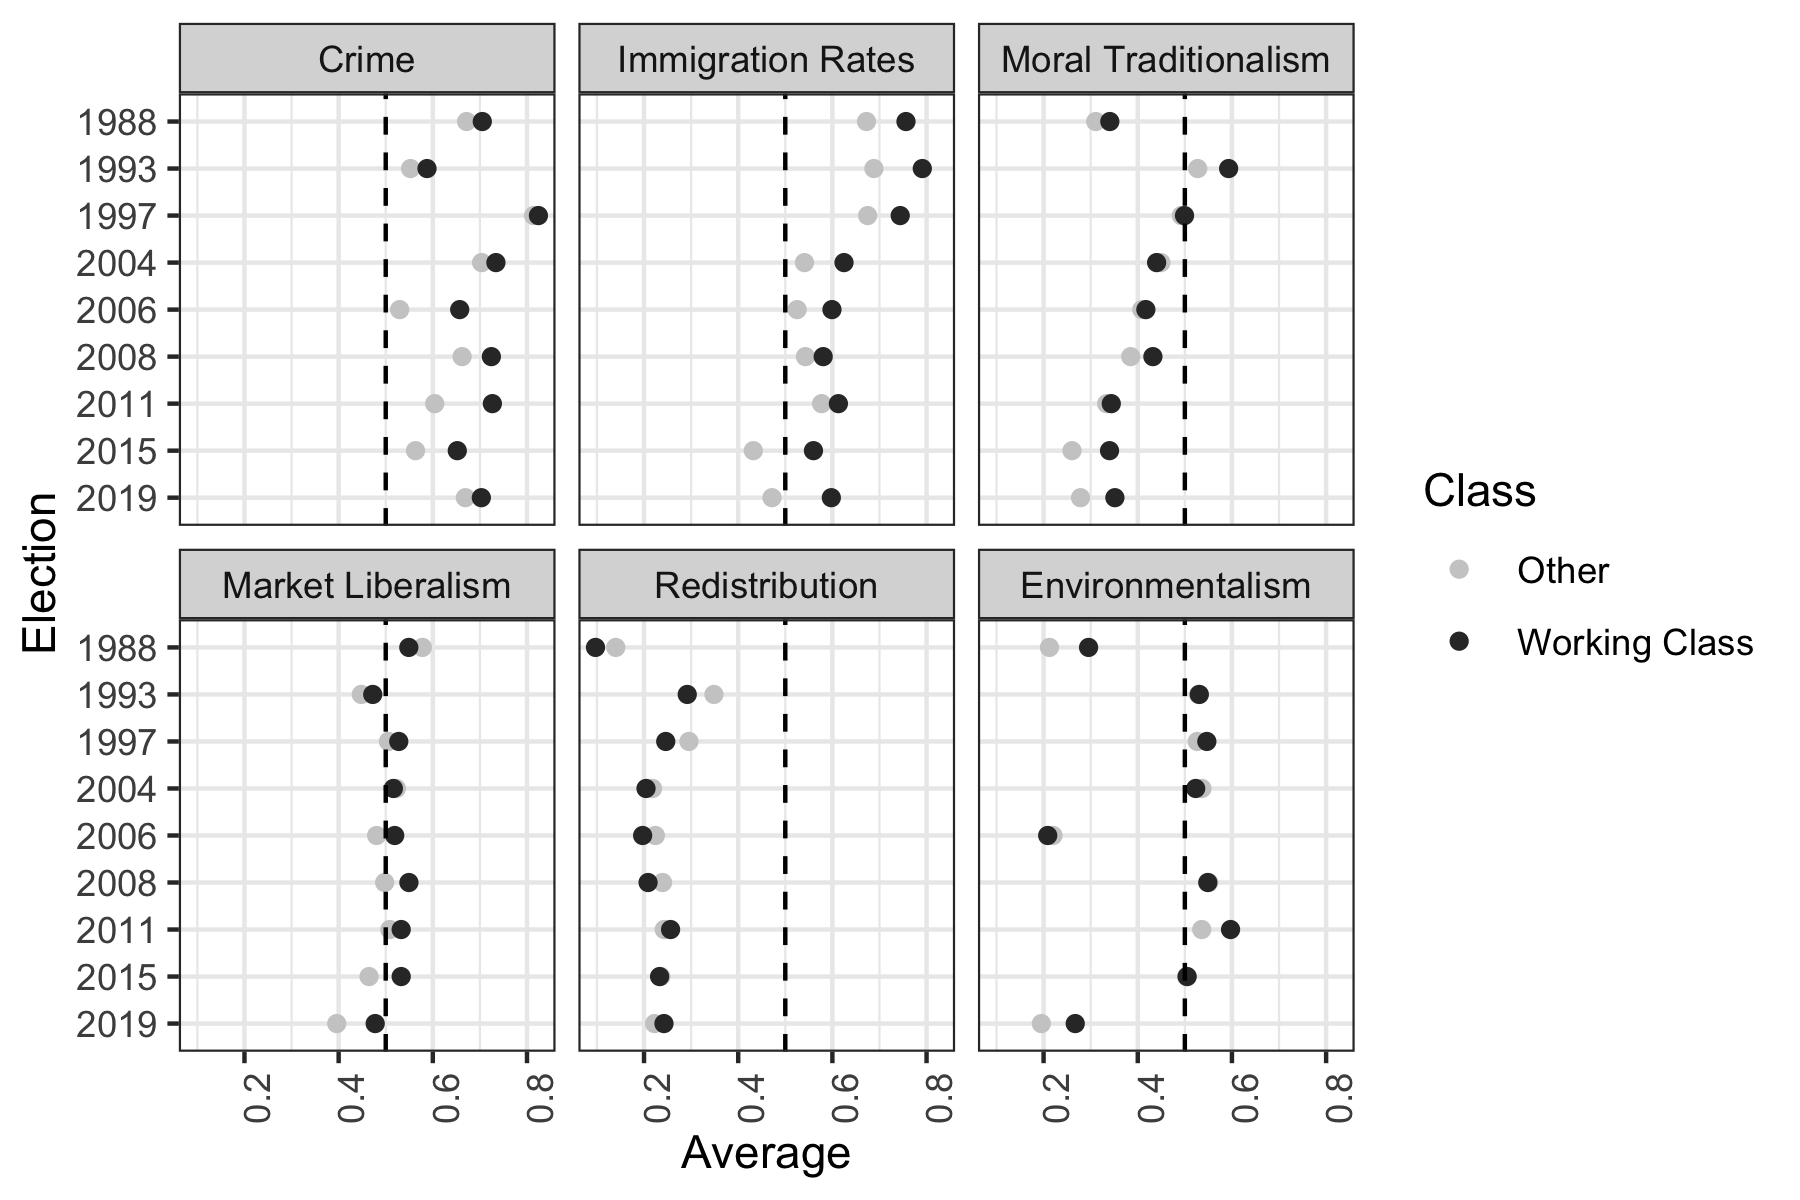 Crime
Immigration Rates
Moral Traditionalism
1988
1993
1997
2004
2006
2008
2011
2015
2019
Market Liberalism
Redistribution
Environmentalism
1988
1993
1997
2004
2006
2008
2011
2015
2019
0.2 0.4 0.6 0.8
0.2 0.4 0.6 0.8
0.2 0.4 0.6 0.8
Election
Average
Class
Other
Working Class